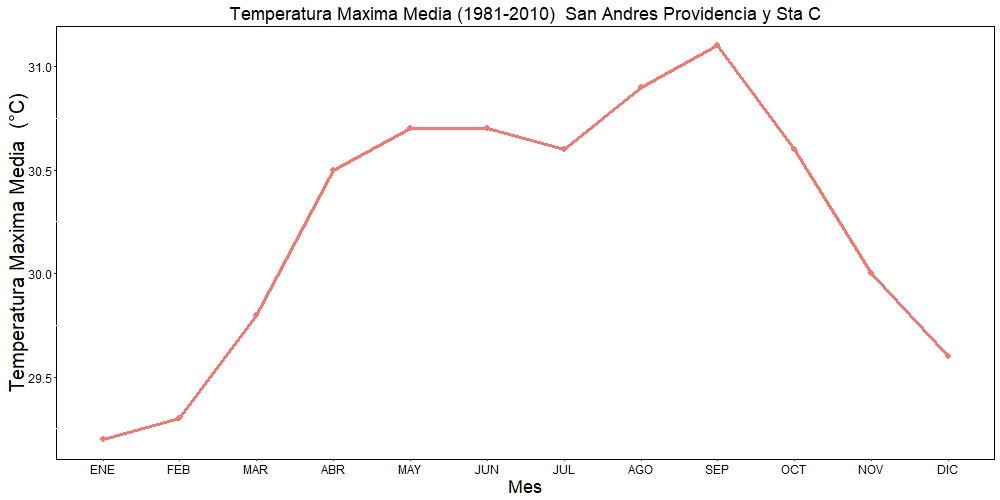 Temperatura Maxima Media (1981-2010)  San Andres Providencia y Sta C
Temperatura Maxima Media  (°C)
31.0
30.5
30.0
29.5
ENE FEB MAR ABR MAY JUN JUL AGO SEP OCT NOV DIC
Mes